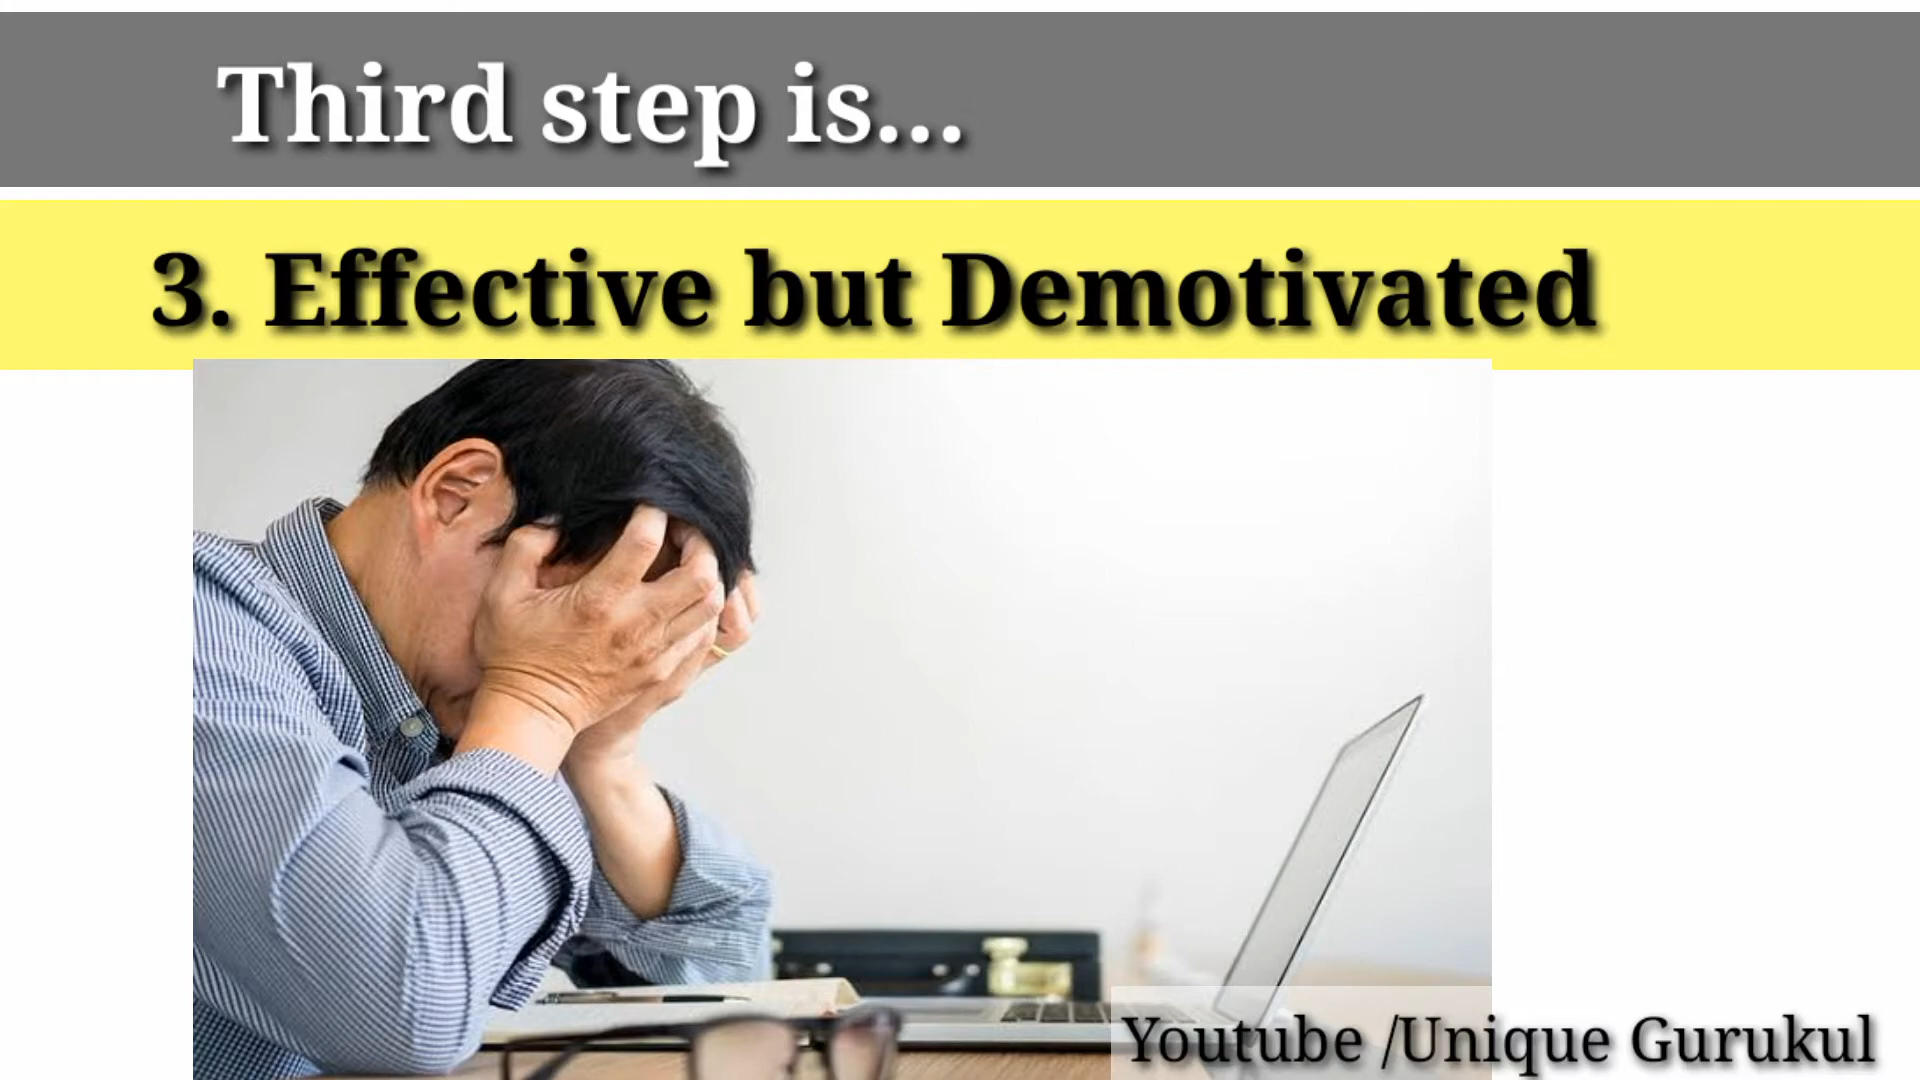 Third step is...
3. Effective but Demotivated
Youtube /Unique Gurukul